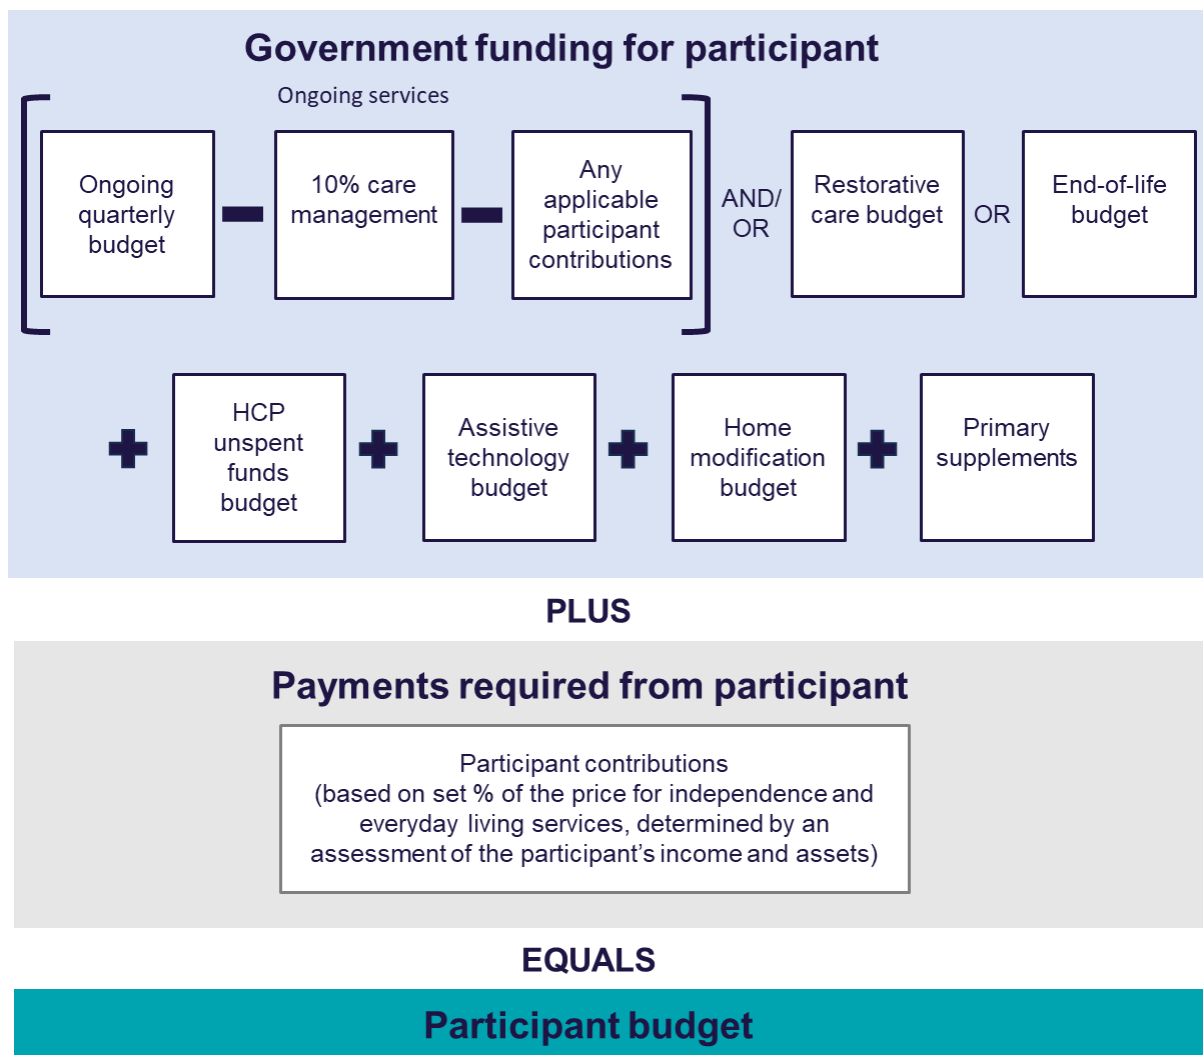 Government funding for participant
Ongoing services
Ongoing
quarterly
budget
10% care
management
Any
applicable
participant
contributions
AND/
OR
Restorative
care budget
OR
End-of-life
budget
HCP
unspent
funds
budget
Assistive
technology
budget
Home
modification
budget
Primary
supplements
PLUS
Payments required from participant
Participant contributions
(based on set % of the price for independence and
everyday living services, determined by an
assessment of the participant’s income and assets)
EQUALS
Participant budget